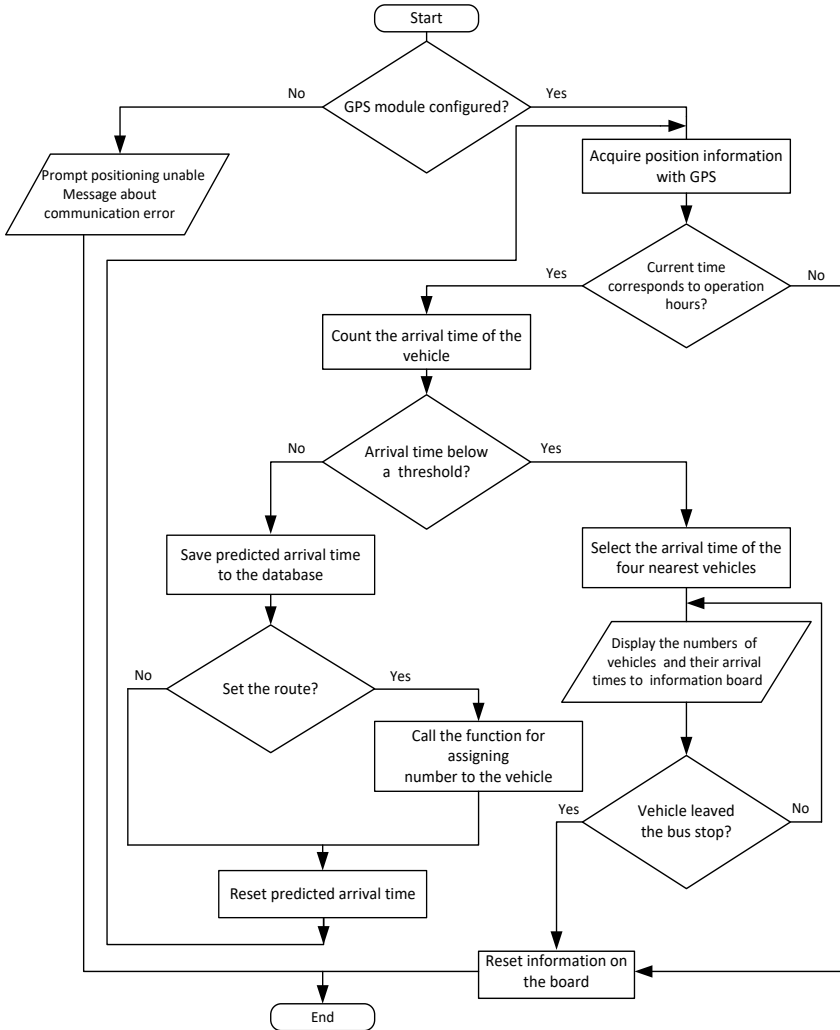 Start
GPS module configured?
No
Yes
Prompt positioning unable
Message about
communication error
Acquire position information
with GPS
Current time
corresponds to operation
hours?
Yes
No
Count the arrival time of the
vehicle
Arrival time below
a threshold?
No
Yes
Save predicted arrival time
to the database
Select the arrival time of the
four nearest vehicles
Display the numbers of
vehicles and their arrival
times to information board
Set the route?
No
Yes
Call the function for
assigning
number to the vehicle
Vehicle leaved
the bus stop?
Yes
No
Reset predicted arrival time
Reset information on
the board
End